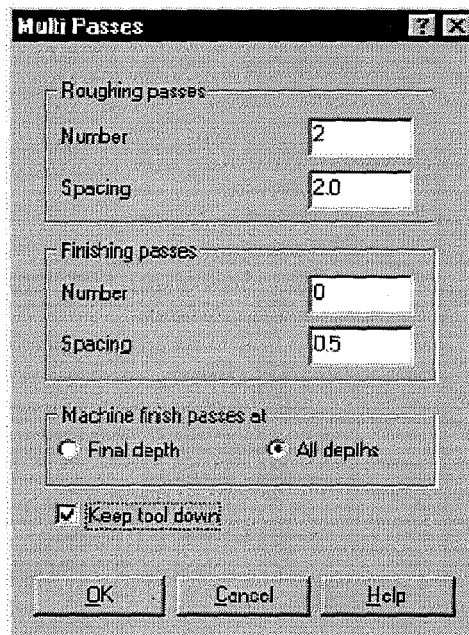 Multi Passes ? X
Roughing passes
Number 2
Spacing 2.0
Finishing passes
Number 0
Spacing 0.5
Machine finish passes at
Final depth All depths
Keep tool down
OK Cancel Help